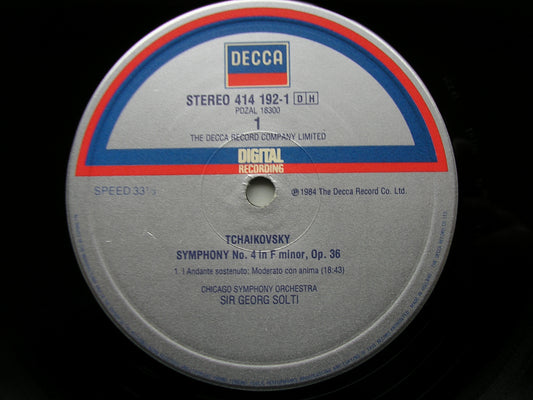 DECCA
STEREO 414 192-1 DH
PDZAL 18300
1
THE DECCA RECORD COMPANY LIMITED
DIGITAL
RECORDING
SPEED 33⅓
℗ 1984 The Decca Record Co. Ltd.
TCHAIKOVSKY
SYMPHONY No. 4 in F minor, Op. 36
1. I Andante sostenuto; Moderato con anima (18:43)
CHICAGO SYMPHONY ORCHESTRA
SIR GEORG SOLTI